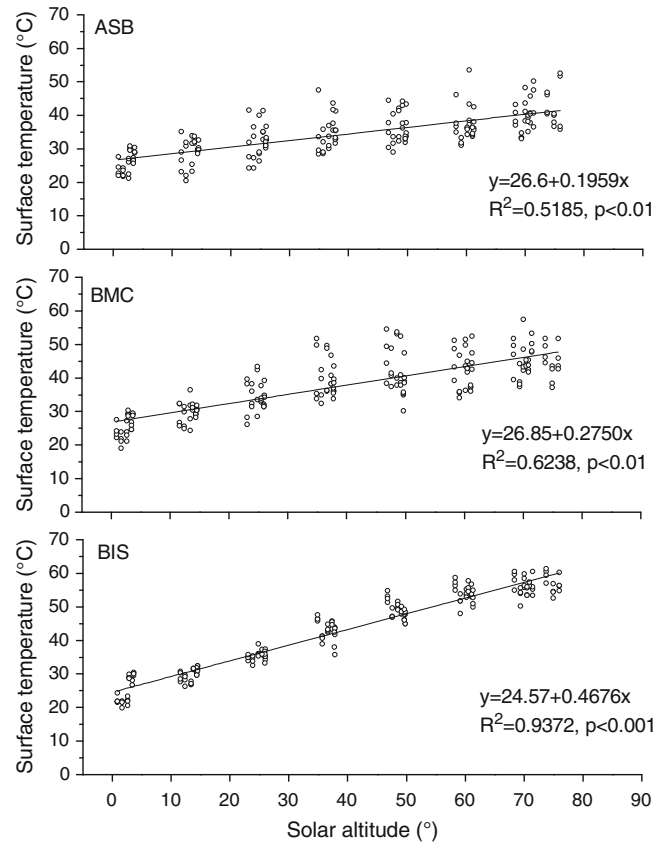 70
ASB
60
50
40
30
20
10
0
Surface temperature (°C)
y=26.6+0.1959x
R²=0.5185, p<0.01
70
BMC
60
50
40
30
20
10
0
Surface temperature (°C)
y=26.85+0.2750x
R²=0.6238, p<0.01
70
BIS
60
50
40
30
20
10
0
Surface temperature (°C)
y=24.57+0.4676x
R²=0.9372, p<0.001
0 10 20 30 40 50 60 70 80 90
Solar altitude (°)